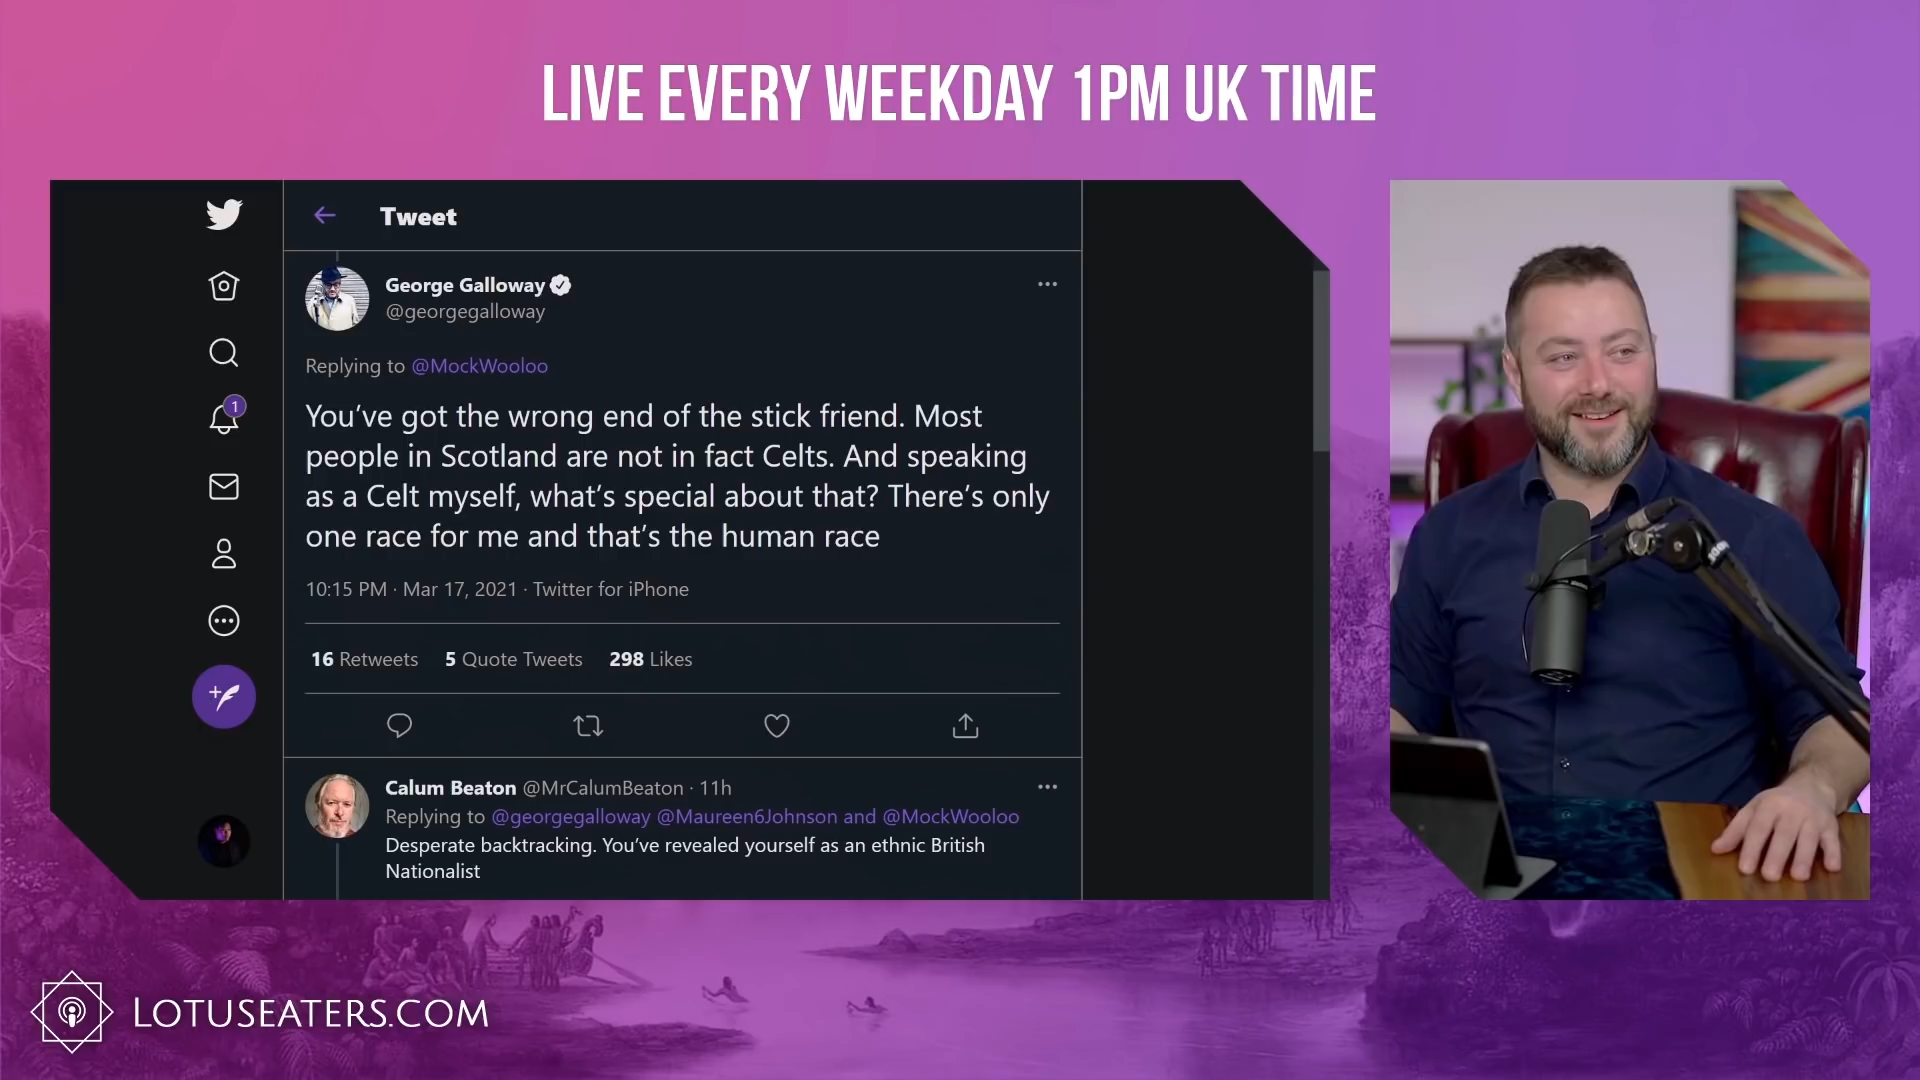 LIVE EVERY WEEKDAY 1PM UK TIME
Tweet
George Galloway
@georgegalloway
Replying to @MockWooloo
You've got the wrong end of the stick friend. Most
people in Scotland are not in fact Celts. And speaking
as a Celt myself, what's special about that? There's only
one race for me and that's the human race
10:15 PM · Mar 17, 2021 · Twitter for iPhone
16 Retweets 5 Quote Tweets 298 Likes
1
Calum Beaton @MrCalumBeaton · 11h
Replying to @georgegalloway @Maureen6Johnson and @MockWooloo
Desperate backtracking. You've revealed yourself as an ethnic British
Nationalist
LOTUSEATERS.COM